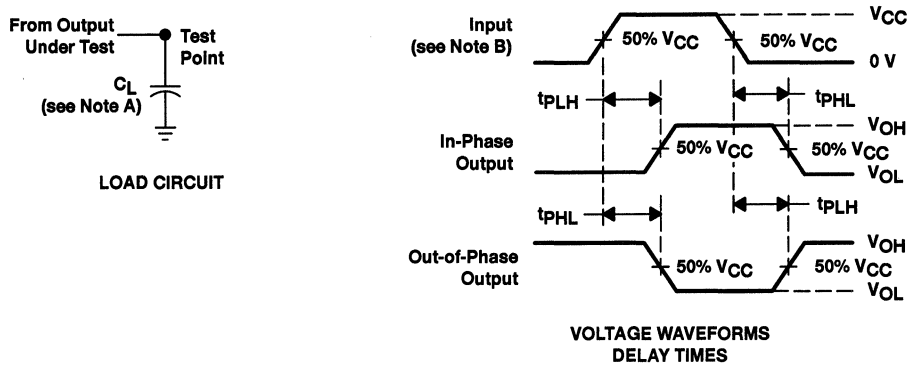 From Output
Under Test
Test
Point
CL
(see Note A)
LOAD CIRCUIT
Input
(see Note B)
50% VCC
50% VCC
VCC
0 V
tPLH
tPHL
In-Phase
Output
50% VCC
50% VCC
VOH
VOL
tPHL
tPLH
Out-of-Phase
Output
50% VCC
50% VCC
VOH
VOL
VOLTAGE WAVEFORMS
DELAY TIMES